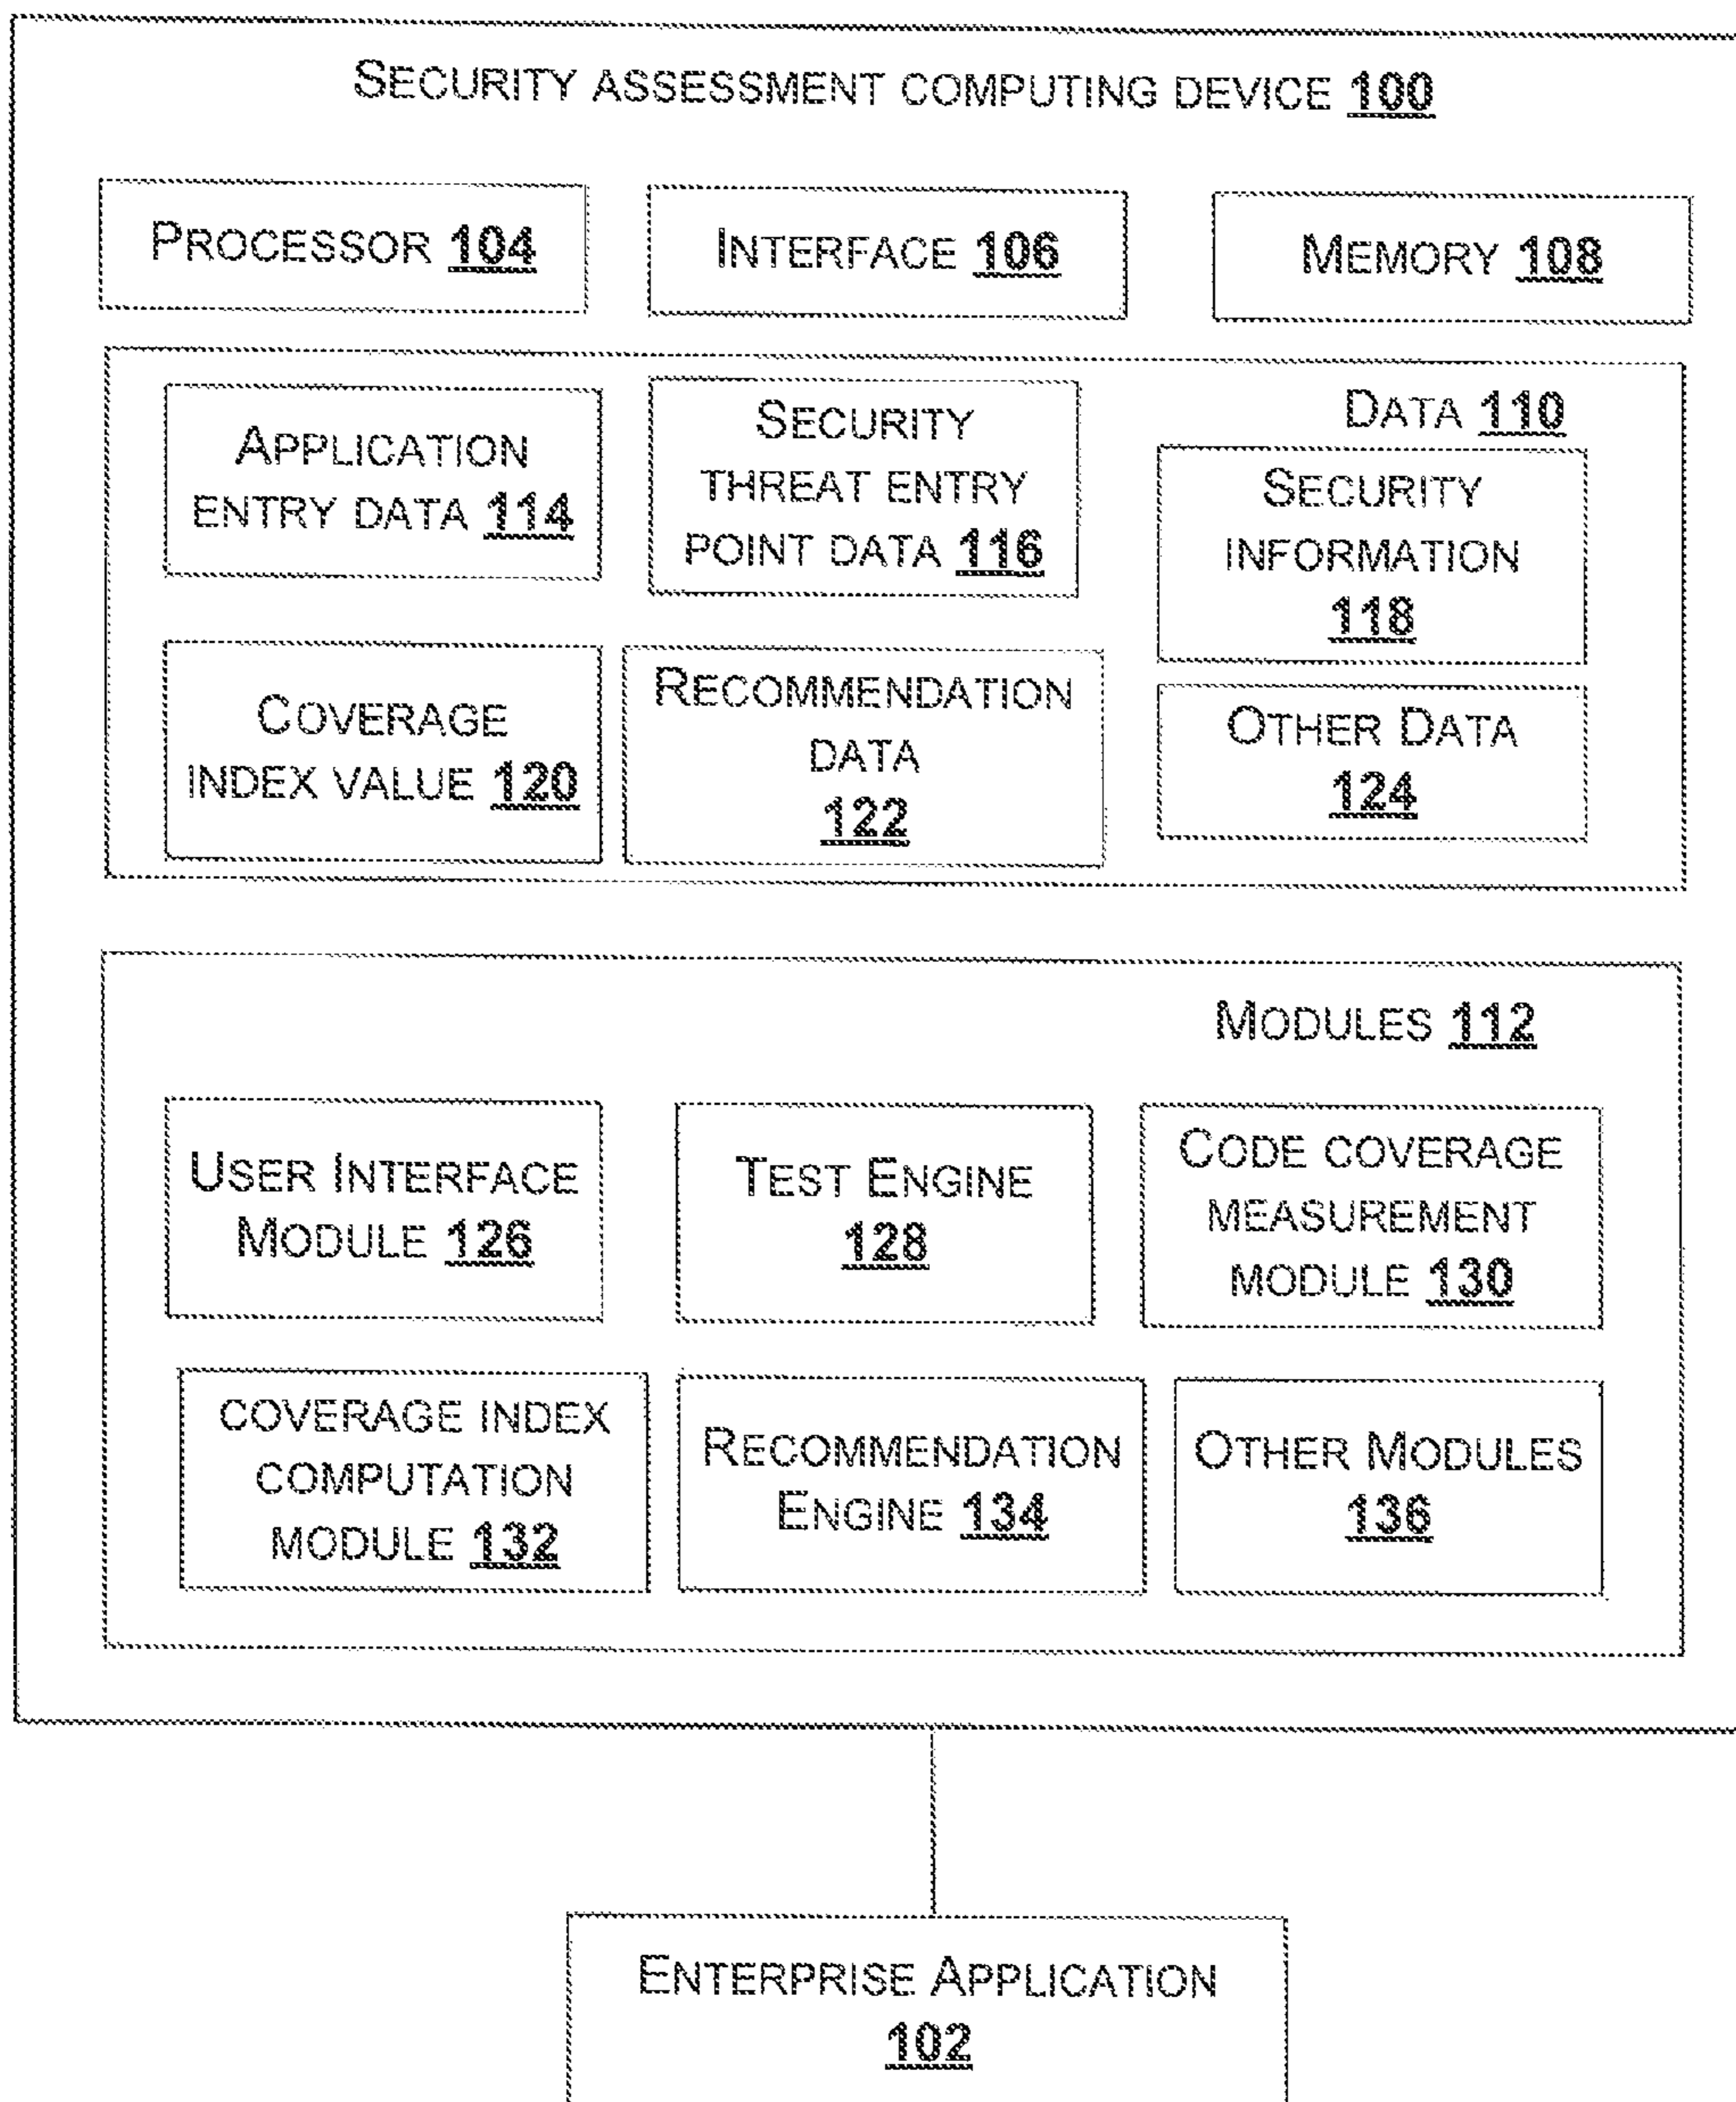 SECURITY ASSESSMENT COMPUTING DEVICE 100
PROCESSOR 104
INTERFACE 106
MEMORY 108
DATA 110
APPLICATION
ENTRY DATA 114
SECURITY
THREAT ENTRY
POINT DATA 116
SECURITY
INFORMATION
118
COVERAGE
INDEX VALUE 120
RECOMMENDATION
DATA
122
OTHER DATA
124
MODULES 112
USER INTERFACE
MODULE 126
TEST ENGINE
128
CODE COVERAGE
MEASUREMENT
MODULE 130
COVERAGE INDEX
COMPUTATION
MODULE 132
RECOMMENDATION
ENGINE 134
OTHER MODULES
136
ENTERPRISE APPLICATION
102